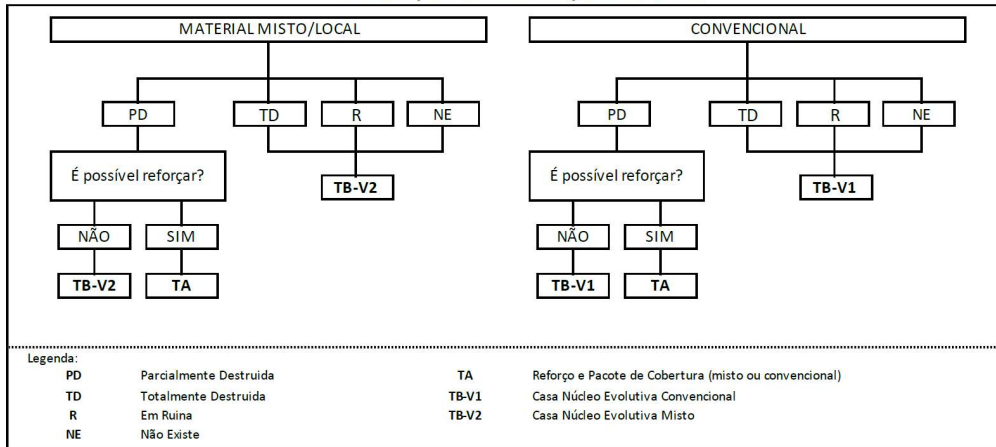 MATERIAL MISTO/LOCAL
PD TD R NE
É possível reforçar?
TB-V2
NÃO SIM
TB-V2 TA
CONVENCIONAL
PD TD R NE
É possível reforçar?
TB-V1
NÃO SIM
TB-V1 TA
Legenda:
PD Parcialmente Destruida TA Reforço e Pacote de Cobertura (misto ou convencional)
TD Totalmente Destruida TB-V1 Casa Núcleo Evolutiva Convencional
R Em Ruina TB-V2 Casa Núcleo Evolutiva Misto
NE Não Existe